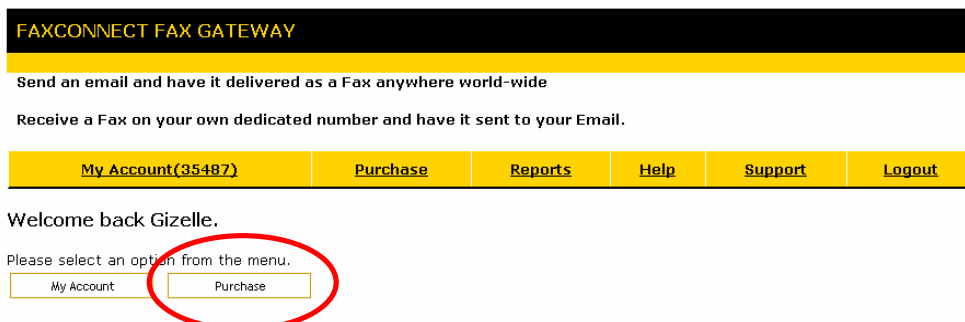 FAXCONNECT FAX GATEWAY
Send an email and have it delivered as a Fax anywhere world-wide
Receive a Fax on your own dedicated number and have it sent to your Email.
My Account(35487) Purchase Reports Help Support Logout
Welcome back Gizelle.
Please select an option from the menu.
My Account Purchase